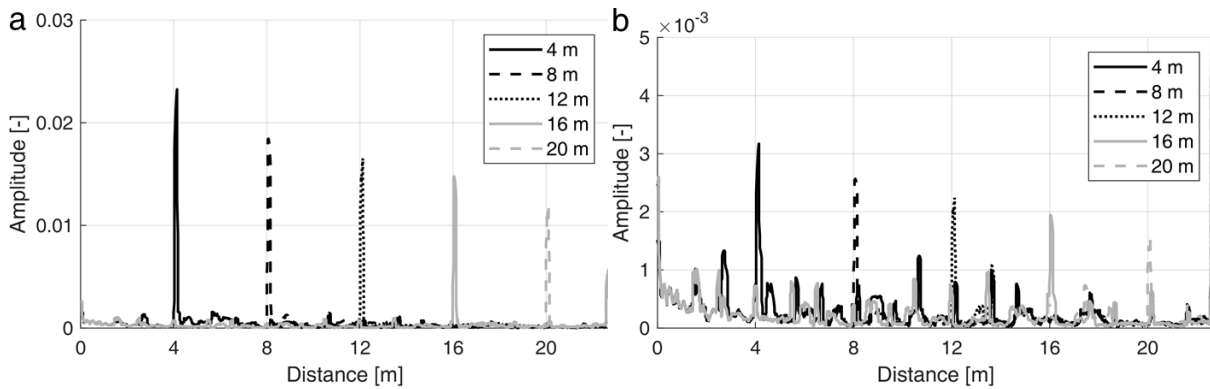 a
0.03
0.02
0.01
0
Amplitude [-]
0 4 8 12 16 20
Distance [m]
4 m
8 m
12 m
16 m
20 m
b
×10⁻³
5
4
3
2
1
0
Amplitude [-]
0 4 8 12 16 20
Distance [m]
4 m
8 m
12 m
16 m
20 m